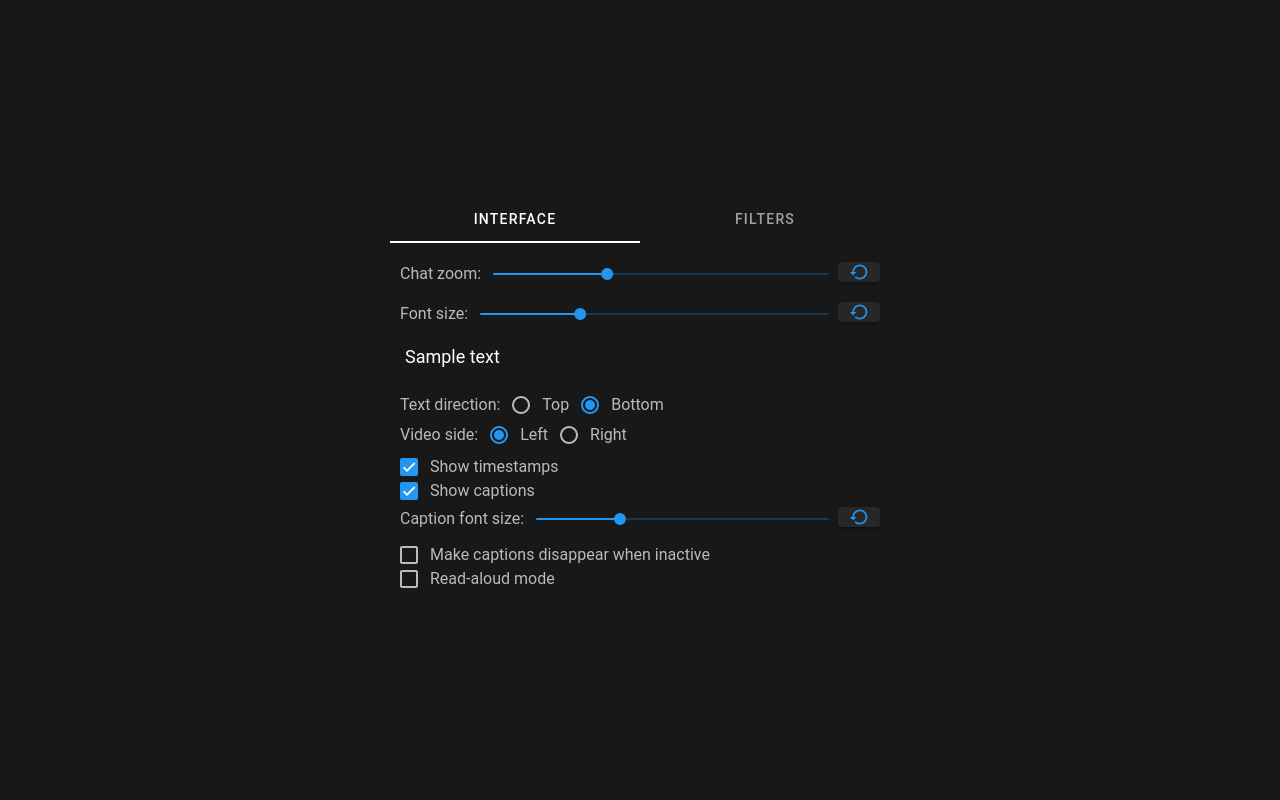 INTERFACE FILTERS
Chat zoom:
Font size:
Sample text
Text direction: Top Bottom
Video side: Left Right
Show timestamps
Show captions
Caption font size:
Make captions disappear when inactive
Read-aloud mode